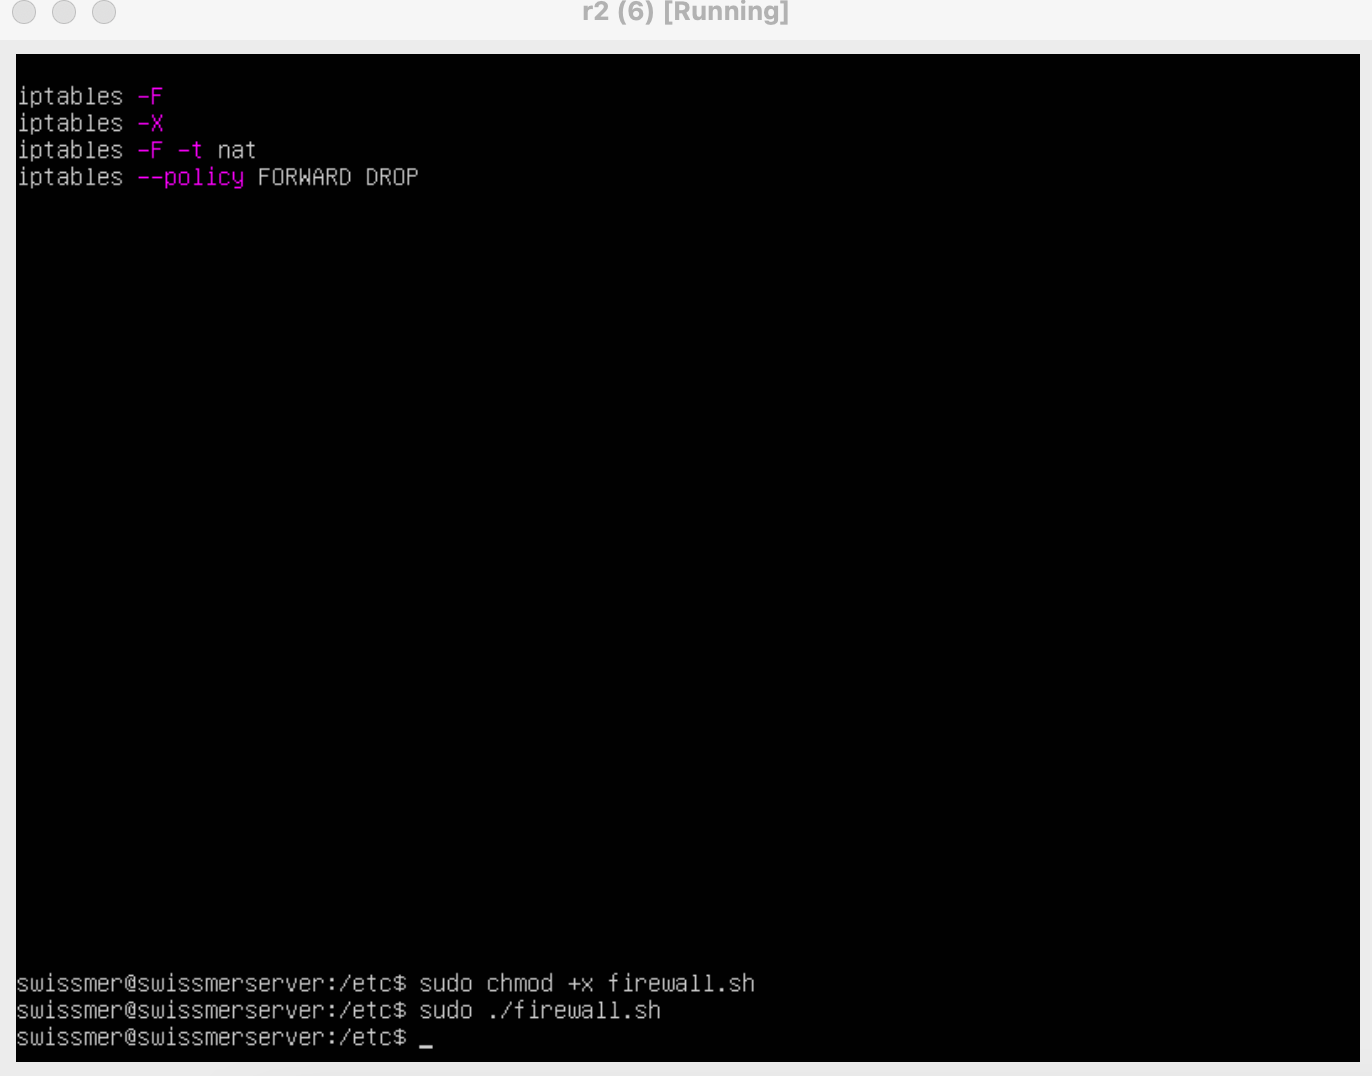 r2 (6) [Running]
iptables -F
iptables -X
iptables -F -t nat
iptables --policy FORWARD DROP
swissmer@swissmerserver:/etc$ sudo chmod +x firewall.sh
swissmer@swissmerserver:/etc$ sudo ./firewall.sh
swissmer@swissmerserver:/etc$ _